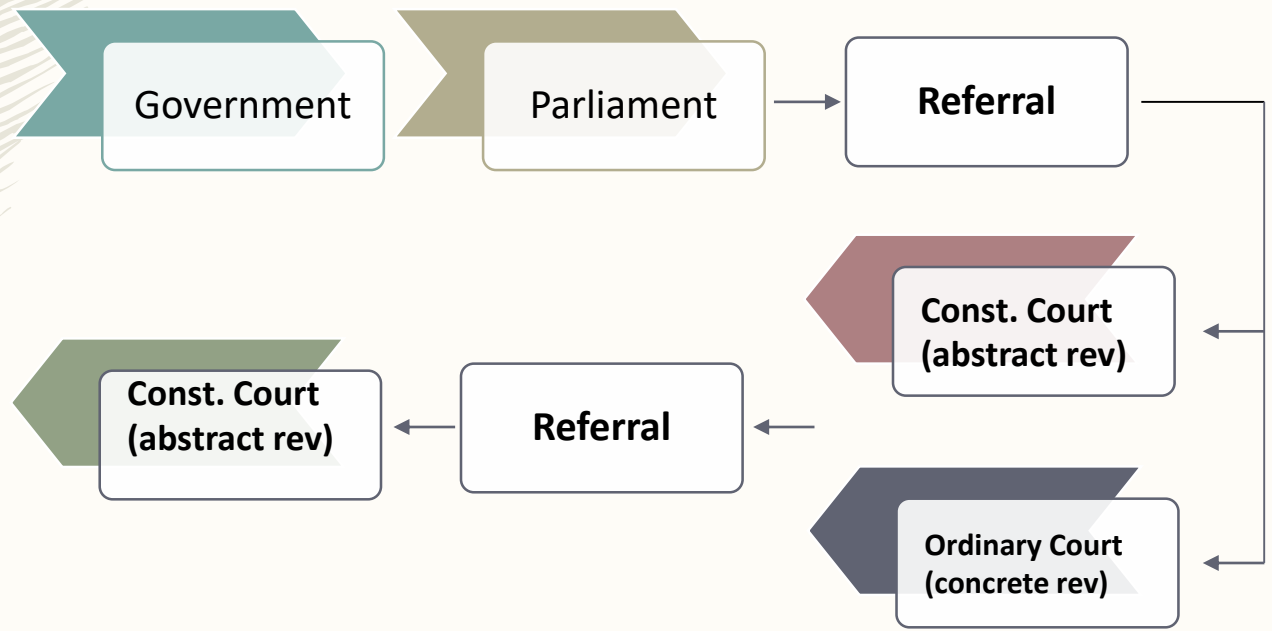 Government
Parliament
Referral
Const. Court
(abstract rev)
Const. Court
(abstract rev)
Referral
Ordinary Court
(concrete rev)